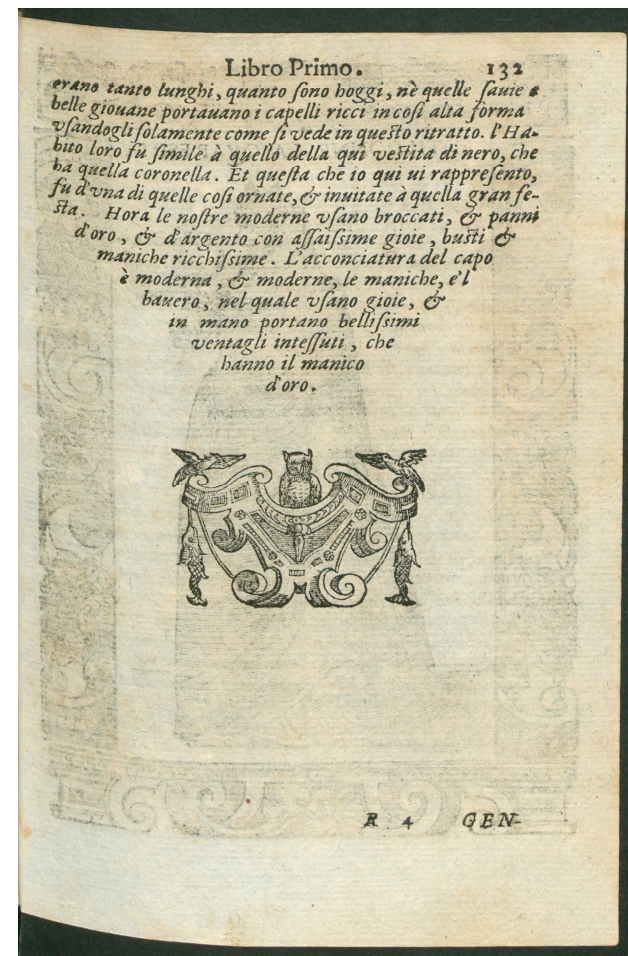 Libro Primo. 132
erano tanto lunghi, quanto ſono hoggi, nè quelle ſauie e
belle giouane portauano i capelli ricci in coſi alta forma
vſandogli ſolamente come ſi vede in queſto ritratto. l'Ha-
bito loro fu ſimile à quello della qui veſtita di nero, che
ha quella coronella. Et queſta che io qui ui rappreſento,
fu d'vna di quelle coſi ornate, & inuitate à quella gran fe-
ſta. Hora le noſtre moderne vſano broccati, & panni
d'oro, & d'argento con aſſaiſsime gioie, buſti &
maniche ricchiſsime. L'acconciatura del capo
è moderna, & moderne, le maniche, e'l
bauero, nel quale vſano gioie, &
in mano portano belliſsimi
ventagli inteſſuti, che
hanno il manico
d'oro.
R 4 GEN-